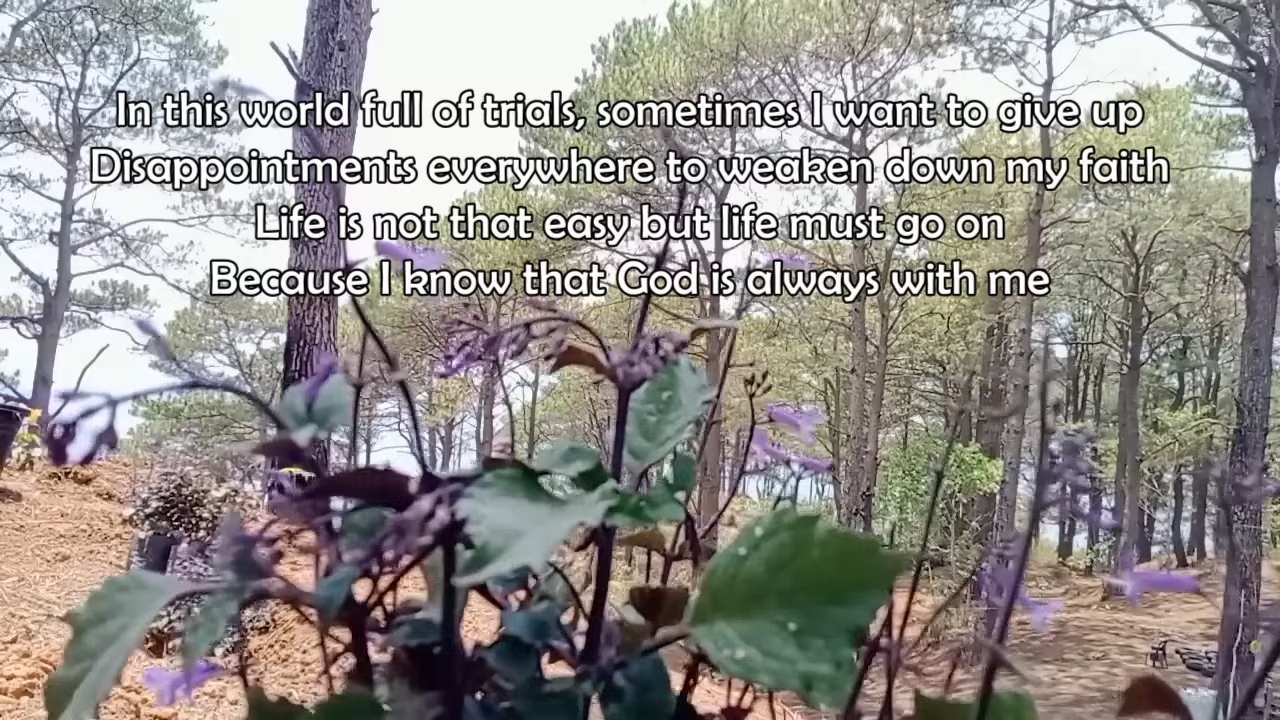 In this world full of trials, sometimes I want to give up
Disappointments everywhere to weaken down my faith
Life is not that easy but life must go on
Because I know that God is always with me